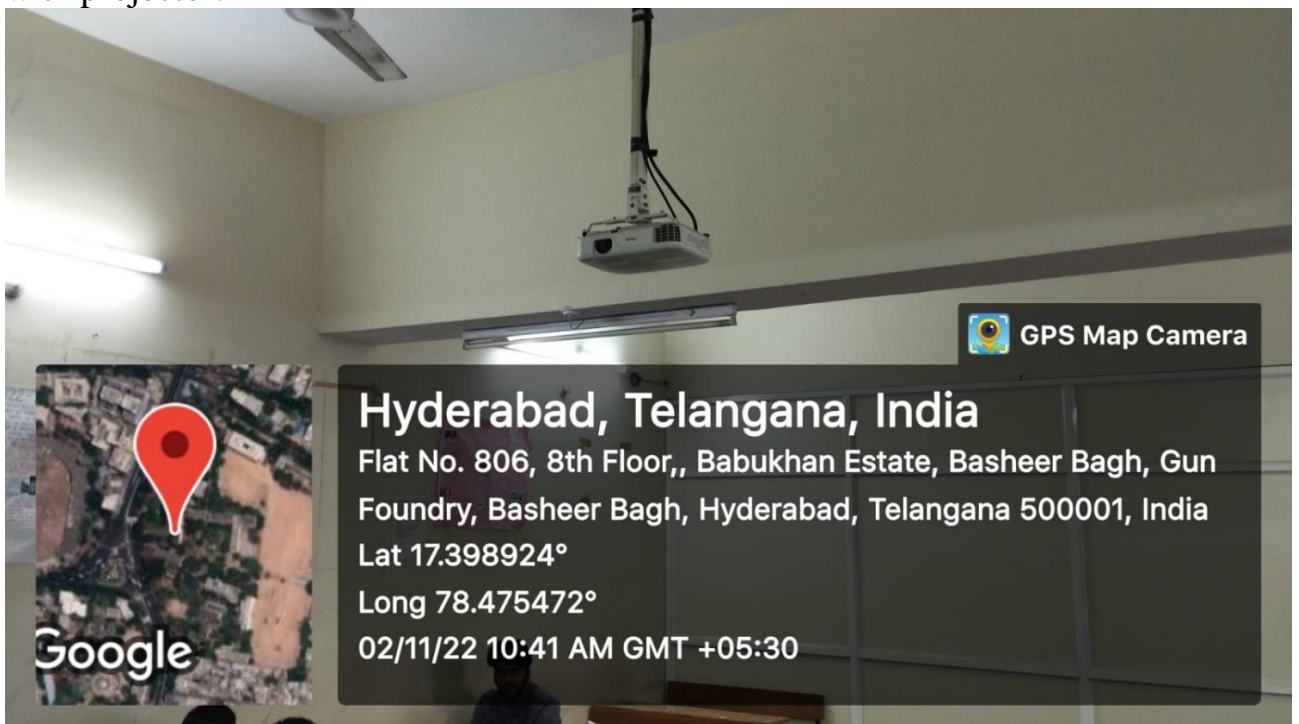 GPS Map Camera
Hyderabad, Telangana, India
Flat No. 806, 8th Floor,, Babukhan Estate, Basheer Bagh, Gun
Foundry, Basheer Bagh, Hyderabad, Telangana 500001, India
Lat 17.398924°
Long 78.475472°
02/11/22 10:41 AM GMT +05:30
Google